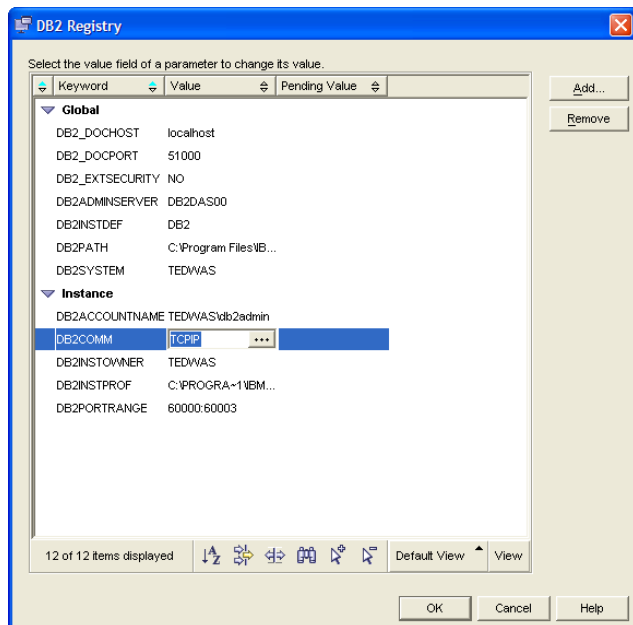 DB2 Registry
Select the value field of a parameter to change its value.
Keyword Value Pending Value
Add...
Remove
Global
DB2_DOCHOST localhost
DB2_DOCPORT 51000
DB2_EXTSECURITY NO
DB2ADMINSERVER DB2DAS00
DB2INSTDEF DB2
DB2PATH C:\Program Files\IB...
DB2SYSTEM TEDWAS
Instance
DB2ACCOUNTNAME TEDWAS\db2admin
DB2COMM TCPIP ...
DB2INSTOWNER TEDWAS
DB2INSTPROF C:\PROGRA~1\IBM...
DB2PORTRANGE 60000:60003
12 of 12 items displayed Default View View
OK Cancel Help